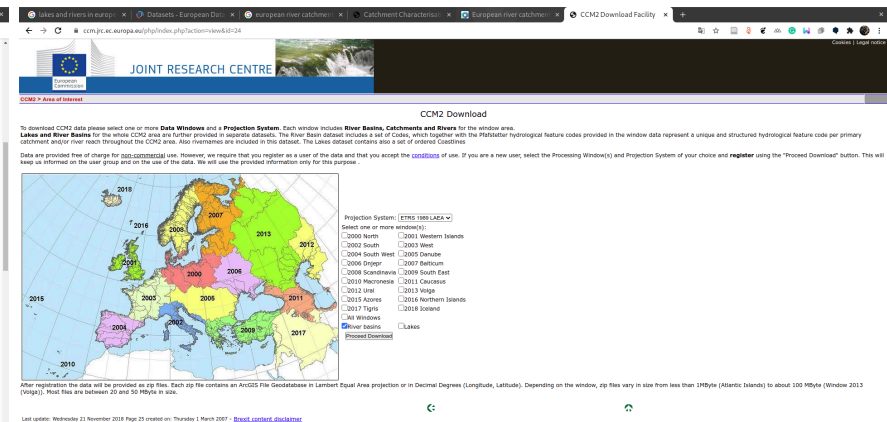 lakes and rivers in europe
Datasets - European Data
european river catchment
Catchment Characterisat
European river catchment
CCM2 Download Facility
ccm.jrc.ec.europa.eu/php/index.php?action=view&id=24
Cookies | Legal notice
European
Commission
JOINT RESEARCH CENTRE
CCM2 > Area of Interest
CCM2 Download
To download CCM2 data please select one or more Data Windows and a Projection System. Each window includes River Basins, Catchments and Rivers for the window area.
Lakes and River Basins for the whole CCM2 area are further provided in separate datasets. The River Basin dataset includes a set of Codes, which together with the Pfafstetter hydrological feature codes provided in the window data represent a unique and structured hydrological feature code per primary
catchment and/or river reach throughout the CCM2 area. Also rivernames are included in this dataset. The Lakes dataset contains also a set of ordered Coastlines
Data are provided free of charge for non-commercial use. However, we require that you register as a user of the data and that you accept the conditions of use. If you are a new user, select the Processing Window(s) and Projection System of your choice and register using the "Proceed Download" button. This will
keep us informed on the user group and on the use of the data. We will use the provided information only for this purpose .
2018
2016
2008
2007
2013
2012
2001
2000
2006
2015
2003
2005
2011
2004
2002
2009
2017
2010
Projection System: ETRS 1989 LAEA
Select one or more window(s):
2000 North 2001 Western Islands
2002 South 2003 West
2004 South West 2005 Danube
2006 Dnjepr 2007 Balticum
2008 Scandinavia 2009 South East
2010 Macronesia 2011 Caucasus
2012 Ural 2013 Volga
2015 Azores 2016 Northern Islands
2017 Tigris 2018 Iceland
All Windows
River basins Lakes
Proceed Download
After registration the data will be provided as zip files. Each zip file contains an ArcGIS File Geodatabase in Lambert Equal Area projection or in Decimal Degrees (Longitude, Latitude). Depending on the window, zip files vary in size from less than 1MByte (Atlantic Islands) to about 100 MByte (Window 2013
(Volga)). Most files are between 20 and 50 MByte in size.
Last update: Wednesday 21 November 2018 Page 25 created on: Thursday 1 March 2007 - Brexit content disclaimer